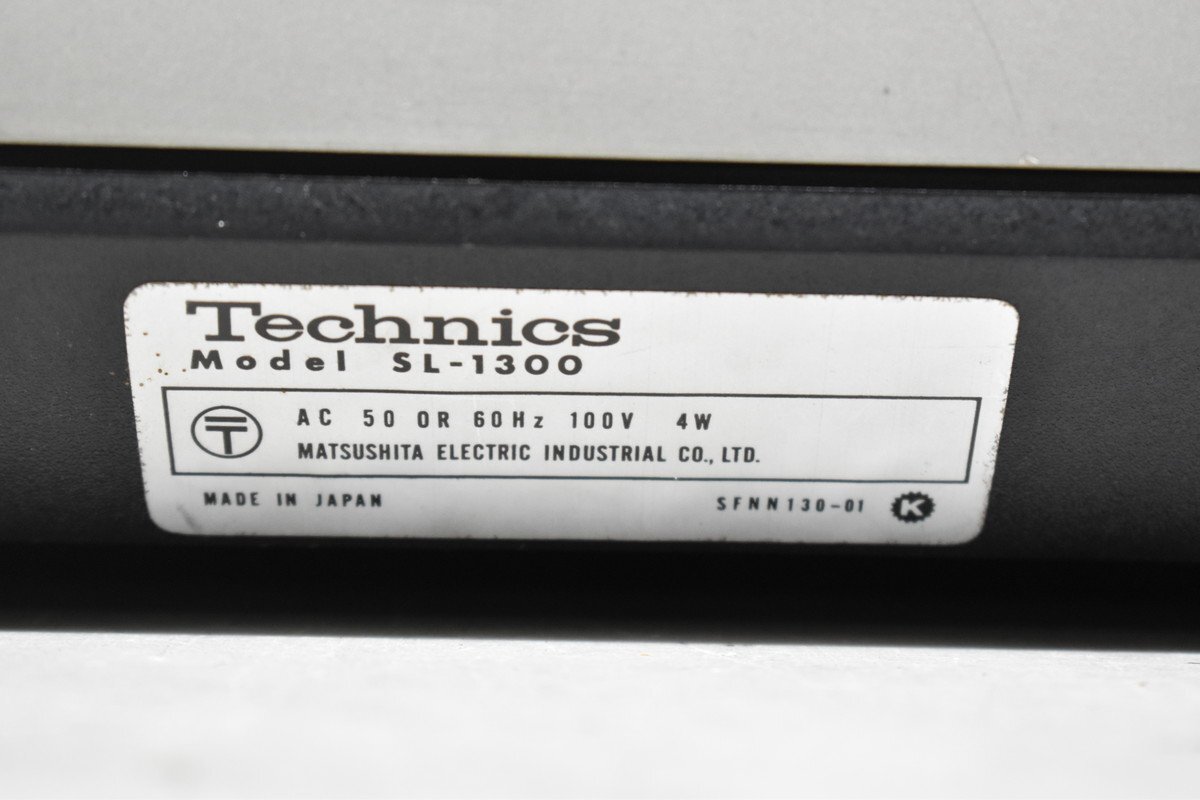 Technics
Model SL-1300
AC 50 OR 60Hz 100V 4W
MATSUSHITA ELECTRIC INDUSTRIAL CO., LTD.
MADE IN JAPAN SFNN130-01 K